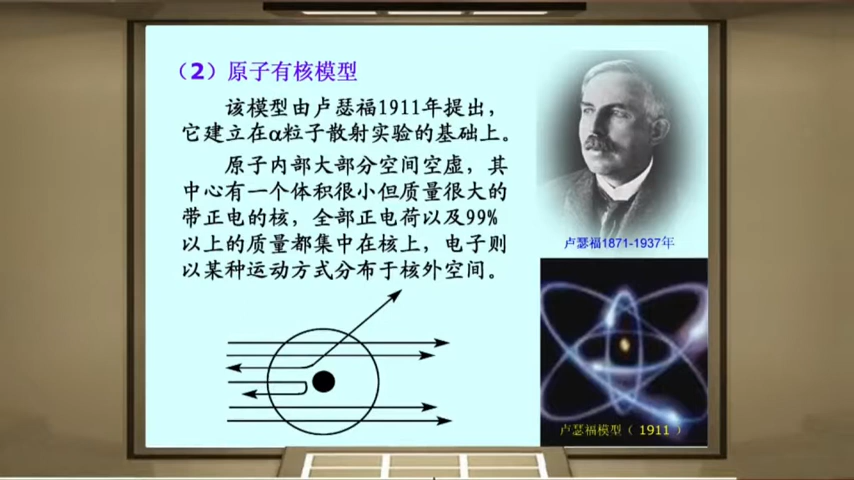 （2）原子有核模型
该模型由卢瑟福1911年提出，
它建立在α粒子散射实验的基础上。
原子内部大部分空间空虚，其
中心有一个体积很小但质量很大的
带正电的核，全部正电荷以及99%
以上的质量都集中在核上，电子则
以某种运动方式分布于核外空间。
卢瑟福1871-1937年
卢瑟福模型（ 1911 ）